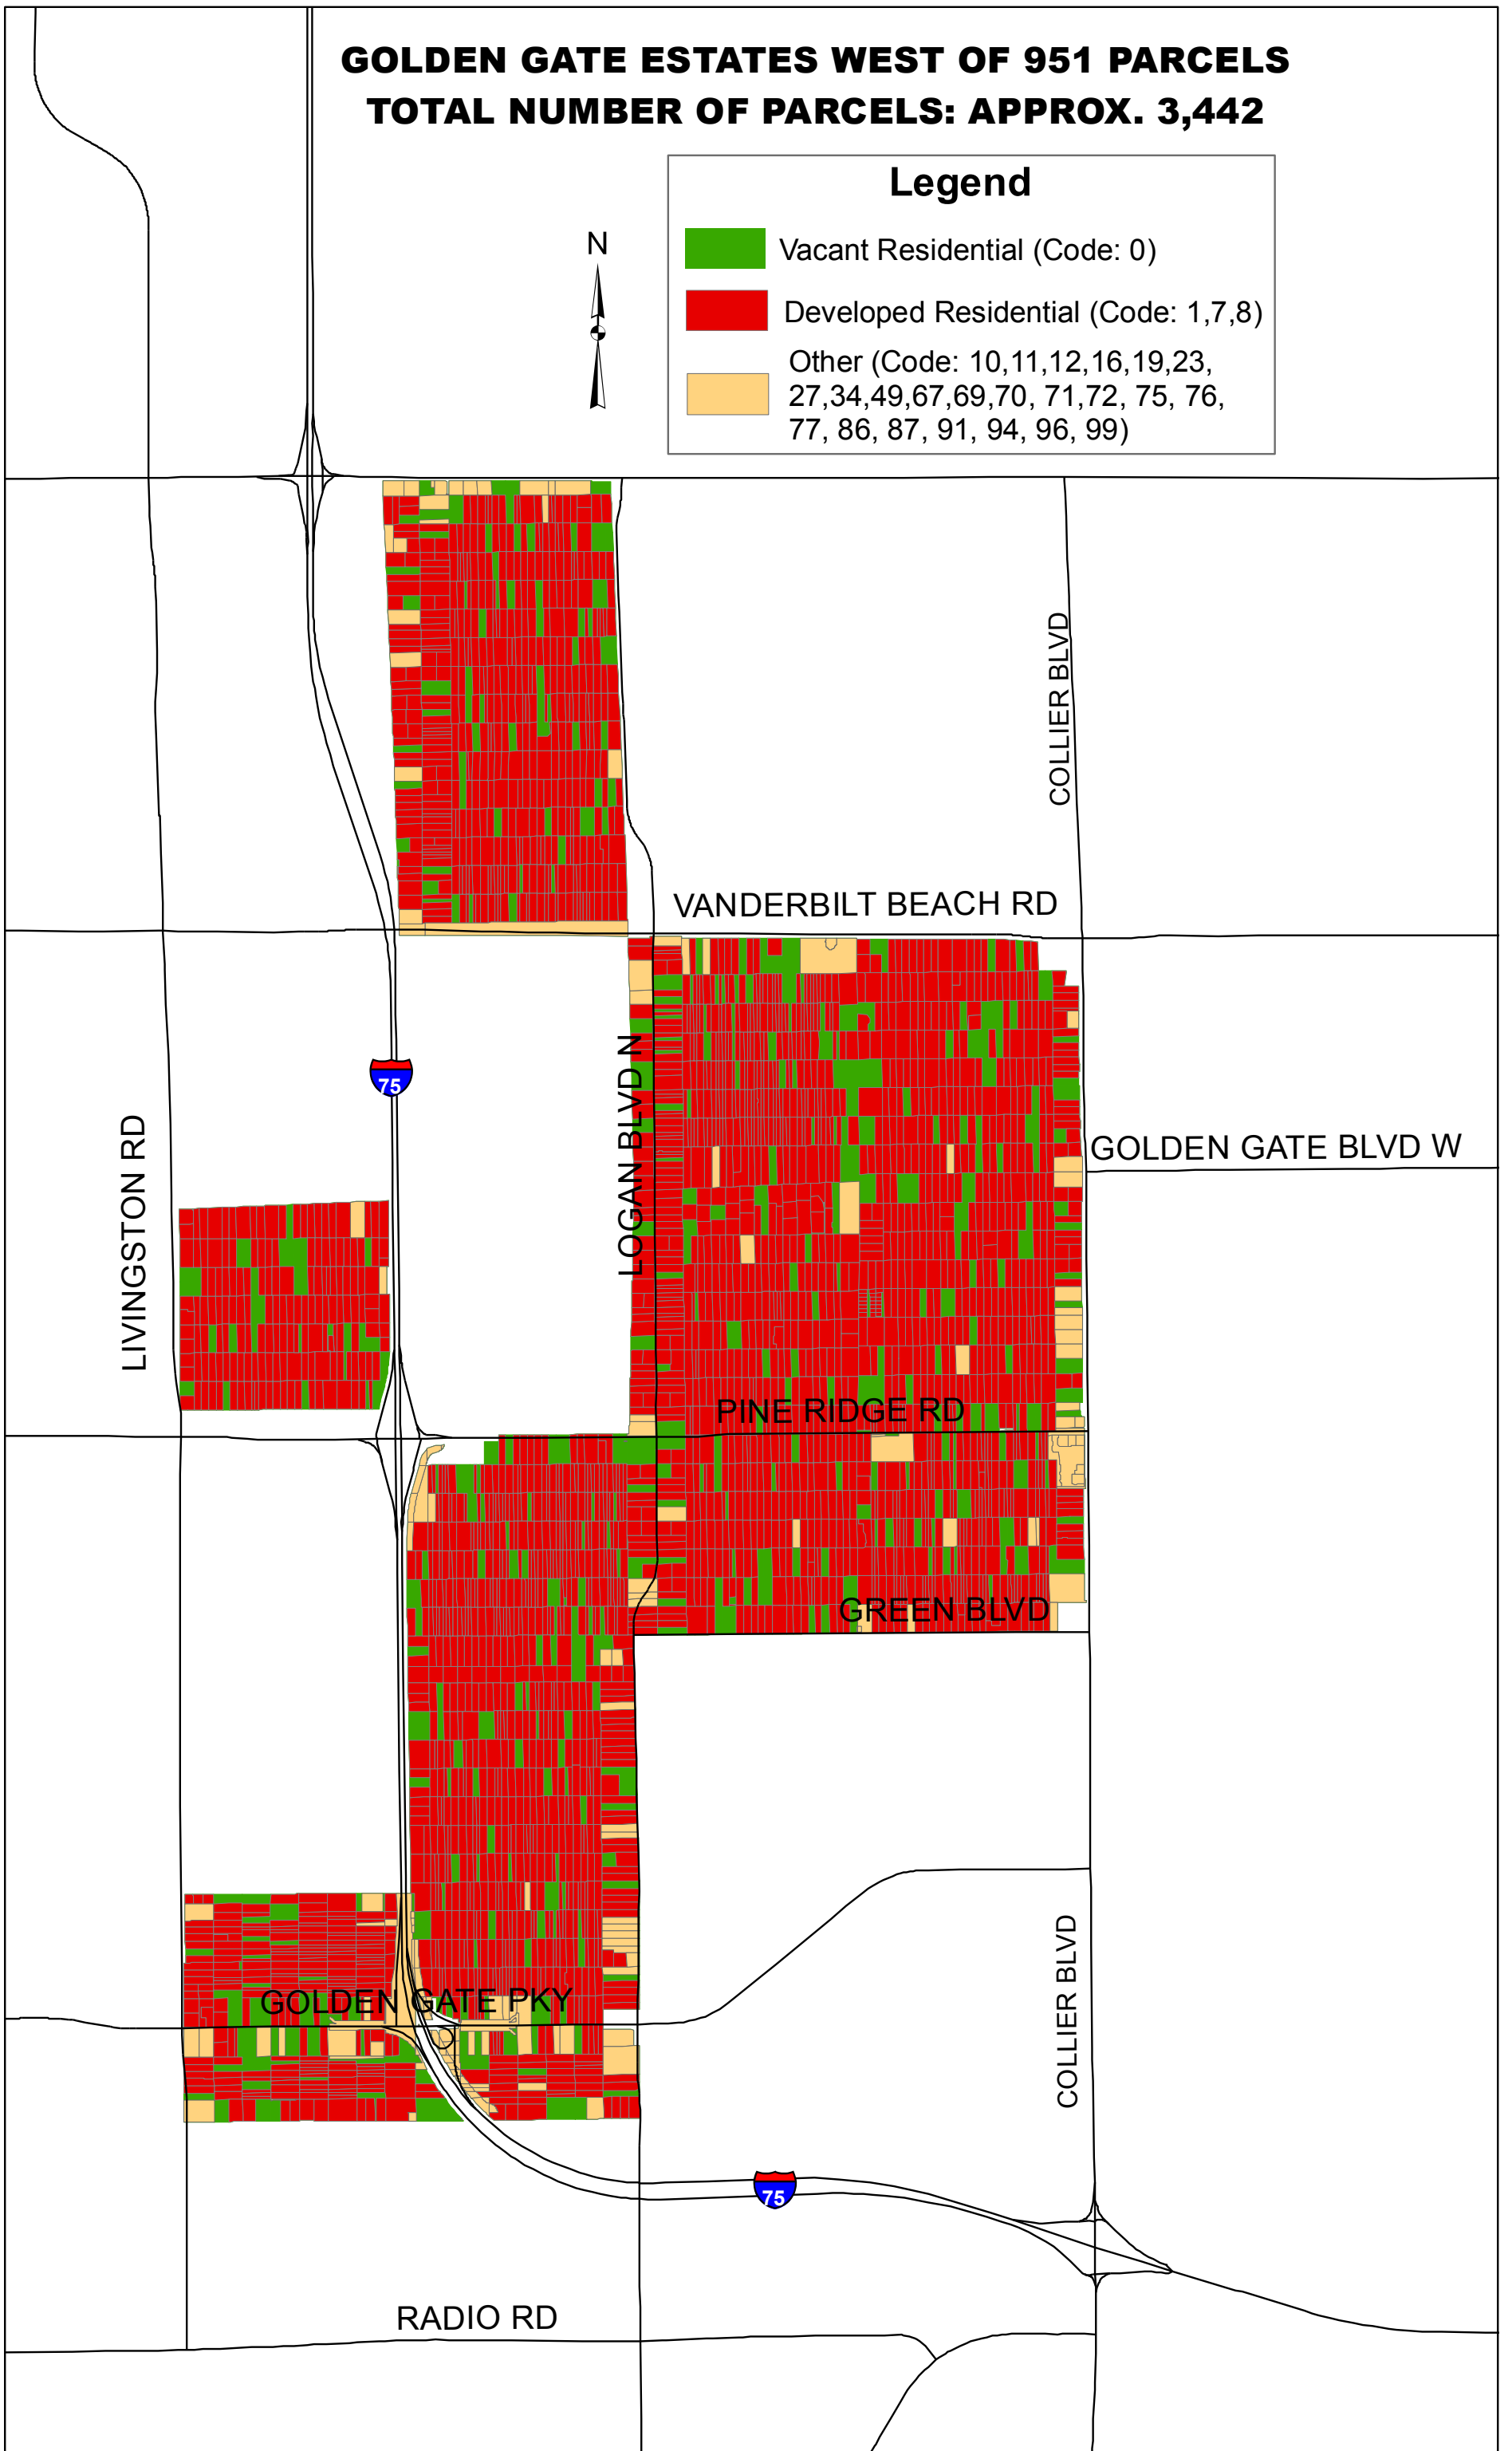 GOLDEN GATE ESTATES WEST OF 951 PARCELS
TOTAL NUMBER OF PARCELS: APPROX. 3,442
Legend
N
Vacant Residential (Code: 0)
Developed Residential (Code: 1,7,8)
Other (Code: 10,11,12,16,19,23,
27,34,49,67,69,70, 71,72, 75, 76,
77, 86, 87, 91, 94, 96, 99)
COLLIER BLVD
VANDERBILT BEACH RD
75
LOGAN BLVD N
LIVINGSTON RD
GOLDEN GATE BLVD W
PINE RIDGE RD
GREEN BLVD
GOLDEN GATE PKY
COLLIER BLVD
75
RADIO RD